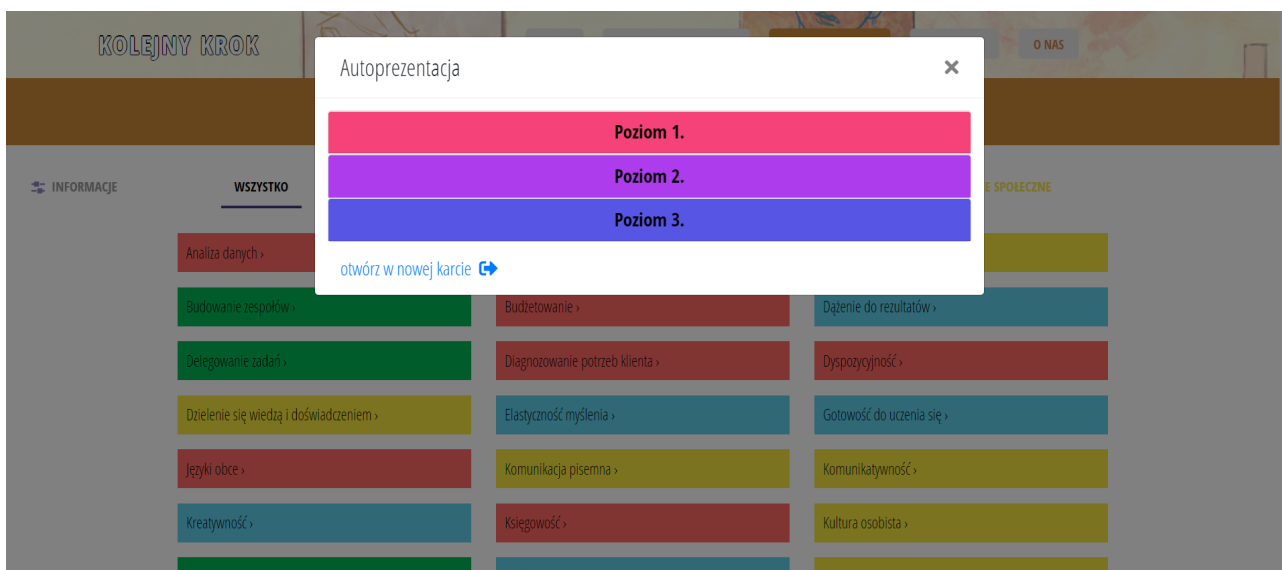 KOLEJNY KROK
O NAS
Autoprezentacja
×
Poziom 1.
Poziom 2.
Poziom 3.
otwórz w nowej karcie
INFORMACJE
WSZYSTKO
E SPOŁECZNE
Analiza danych ›
Budowanie zespołów ›
Budżetowanie ›
Dążenie do rezultatów ›
Delegowanie zadań ›
Diagnozowanie potrzeb klienta ›
Dyspozycyjność ›
Dzielenie się wiedzą i doświadczeniem ›
Elastyczność myślenia ›
Gotowość do uczenia się ›
Języki obce ›
Komunikacja pisemna ›
Komunikatywność ›
Kreatywność ›
Księgowość ›
Kultura osobista ›